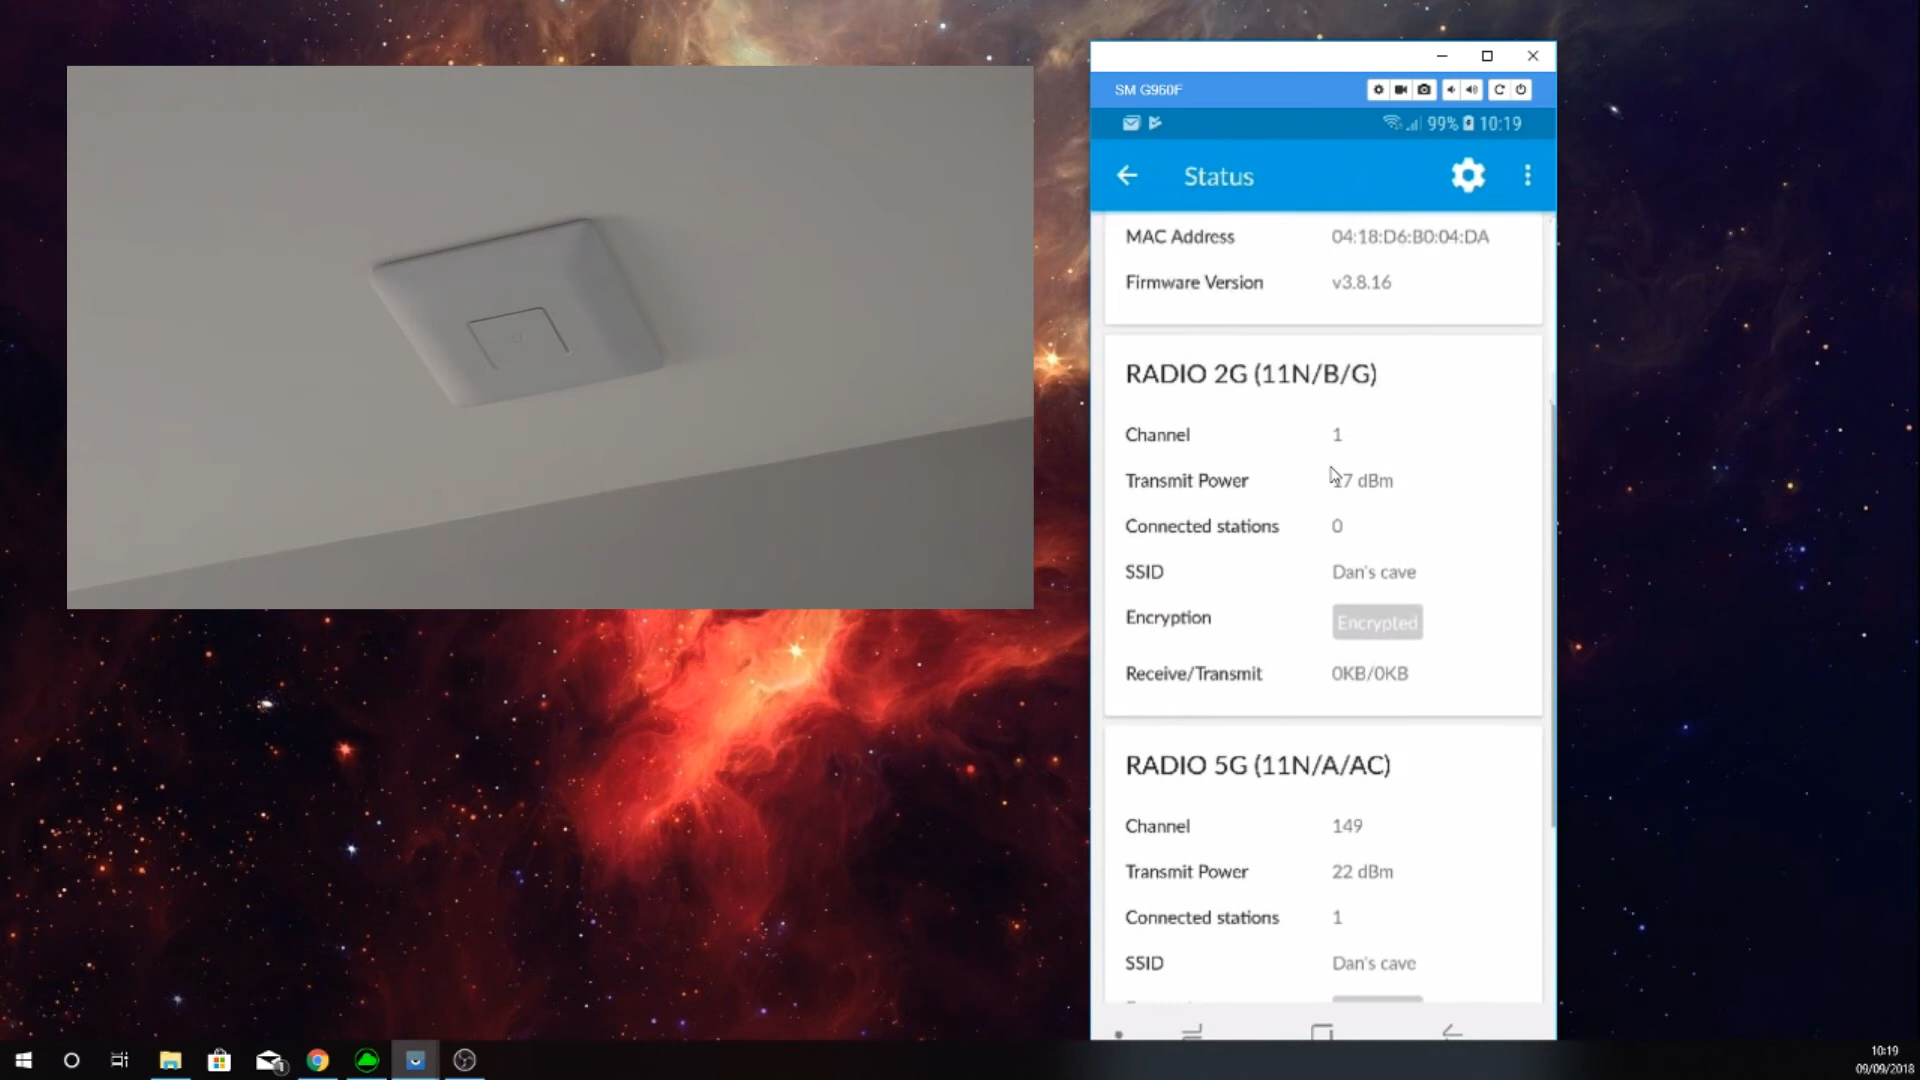 SM G960F
99% 10:19
Status
MAC Address 04:18:D6:B0:04:DA
Firmware Version v3.8.16
RADIO 2G (11N/B/G)
Channel 1
Transmit Power 17 dBm
Connected stations 0
SSID Dan's cave
Encryption Encrypted
Receive/Transmit 0KB/0KB
RADIO 5G (11N/A/AC)
Channel 149
Transmit Power 22 dBm
Connected stations 1
SSID Dan's cave
10:19
09/09/2018